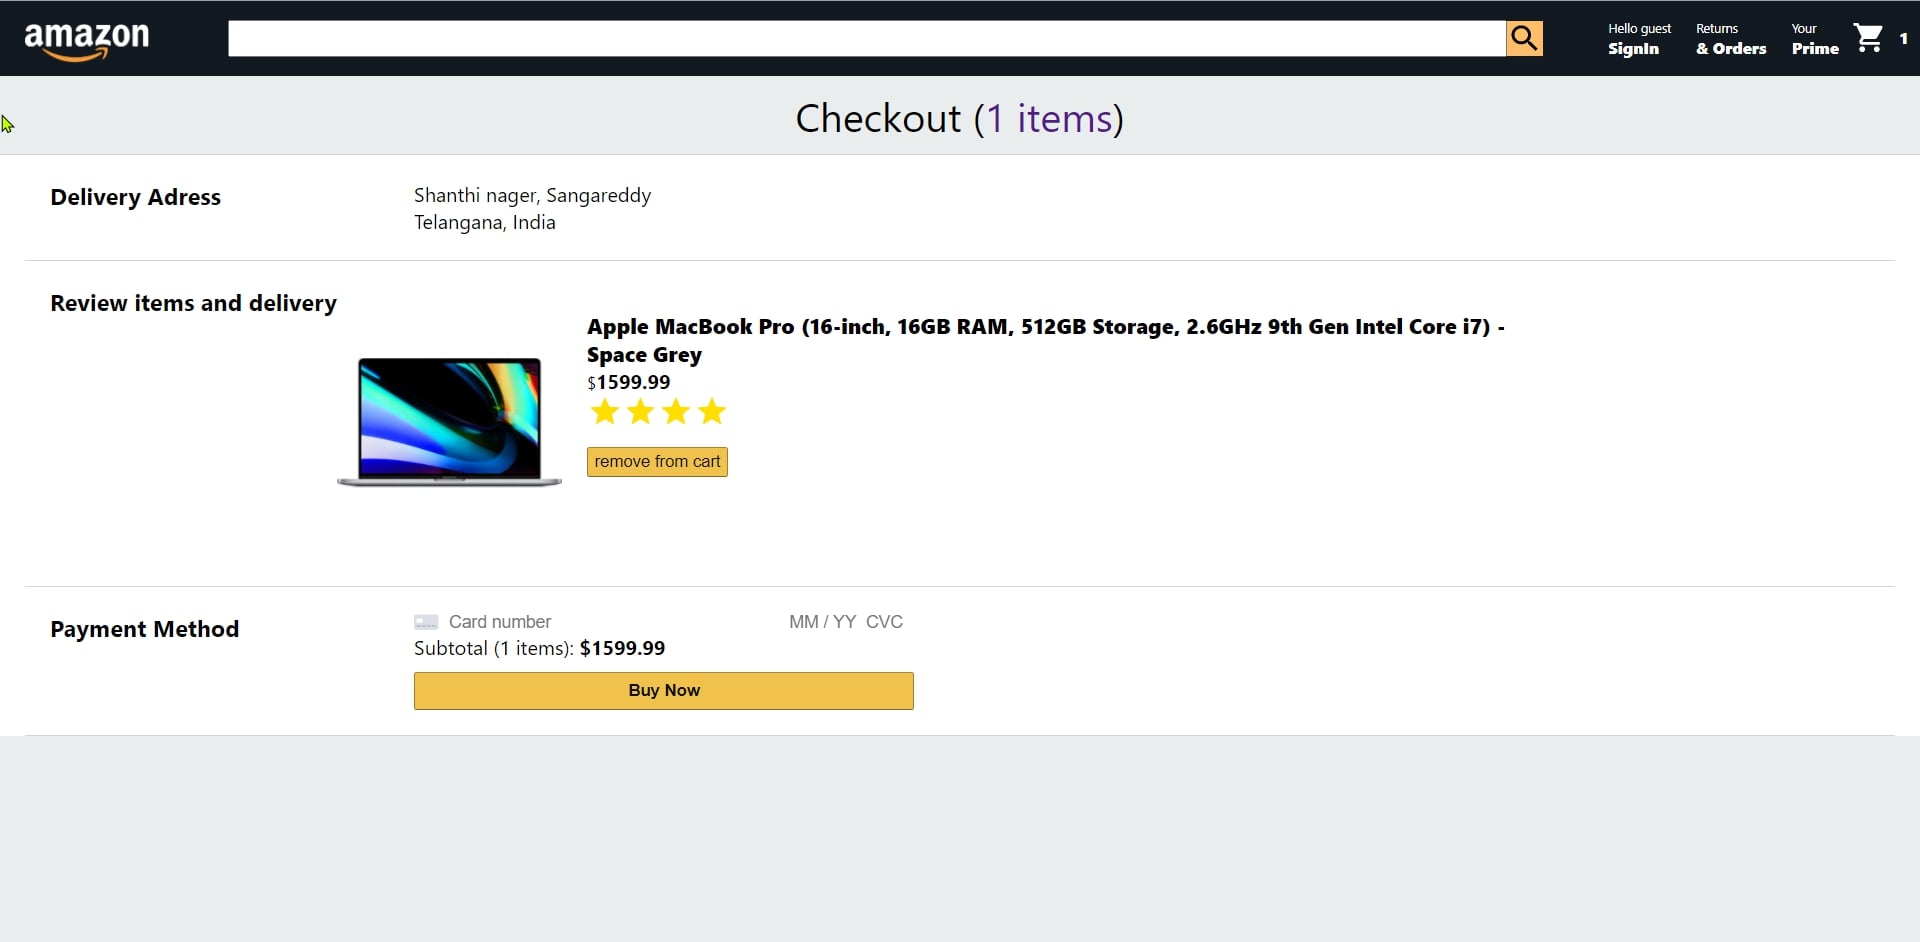 amazon
Hello guest
SignIn
Returns
& Orders
Your
Prime
1
Checkout (1 items)
Delivery Adress
Shanthi nager, Sangareddy
Telangana, India
Review items and delivery
Apple MacBook Pro (16-inch, 16GB RAM, 512GB Storage, 2.6GHz 9th Gen Intel Core i7) -
Space Grey
$1599.99
remove from cart
Payment Method
Card number MM / YY CVC
Subtotal (1 items): $1599.99
Buy Now